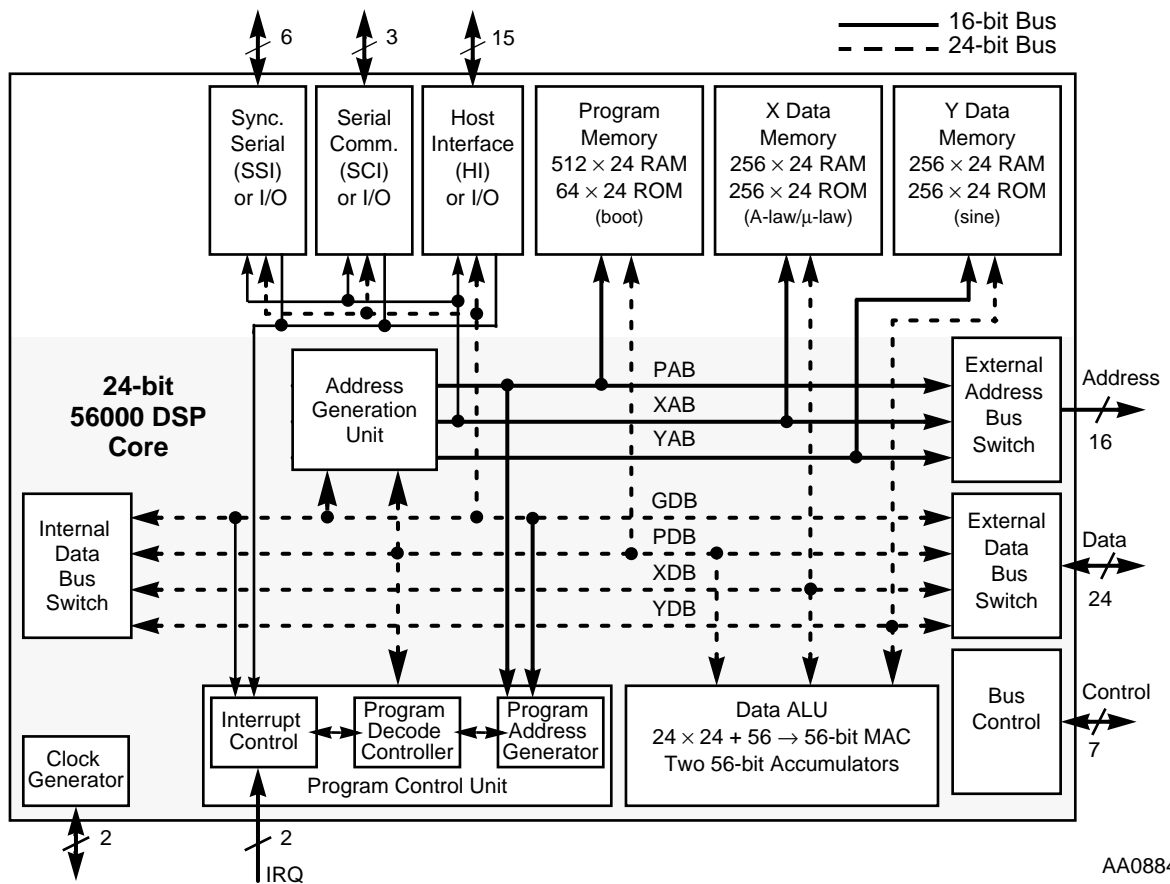 6
3
15
16-bit Bus
24-bit Bus
Sync.
Serial
(SSI)
or I/O
Serial
Comm.
(SCI)
or I/O
Host
Interface
(HI)
or I/O
Program
Memory
512 × 24 RAM
64 × 24 ROM
(boot)
X Data
Memory
256 × 24 RAM
256 × 24 ROM
(A-law/μ-law)
Y Data
Memory
256 × 24 RAM
256 × 24 ROM
(sine)
24-bit
56000 DSP
Core
Address
Generation
Unit
PAB
XAB
YAB
External
Address
Bus
Switch
Address
16
Internal
Data
Bus
Switch
GDB
PDB
XDB
YDB
External
Data
Bus
Switch
Data
24
Interrupt
Control
Program
Decode
Controller
Program
Address
Generator
Program Control Unit
Data ALU
24 × 24 + 56 → 56-bit MAC
Two 56-bit Accumulators
Bus
Control
Control
7
Clock
Generator
2
2
IRQ
AA0884